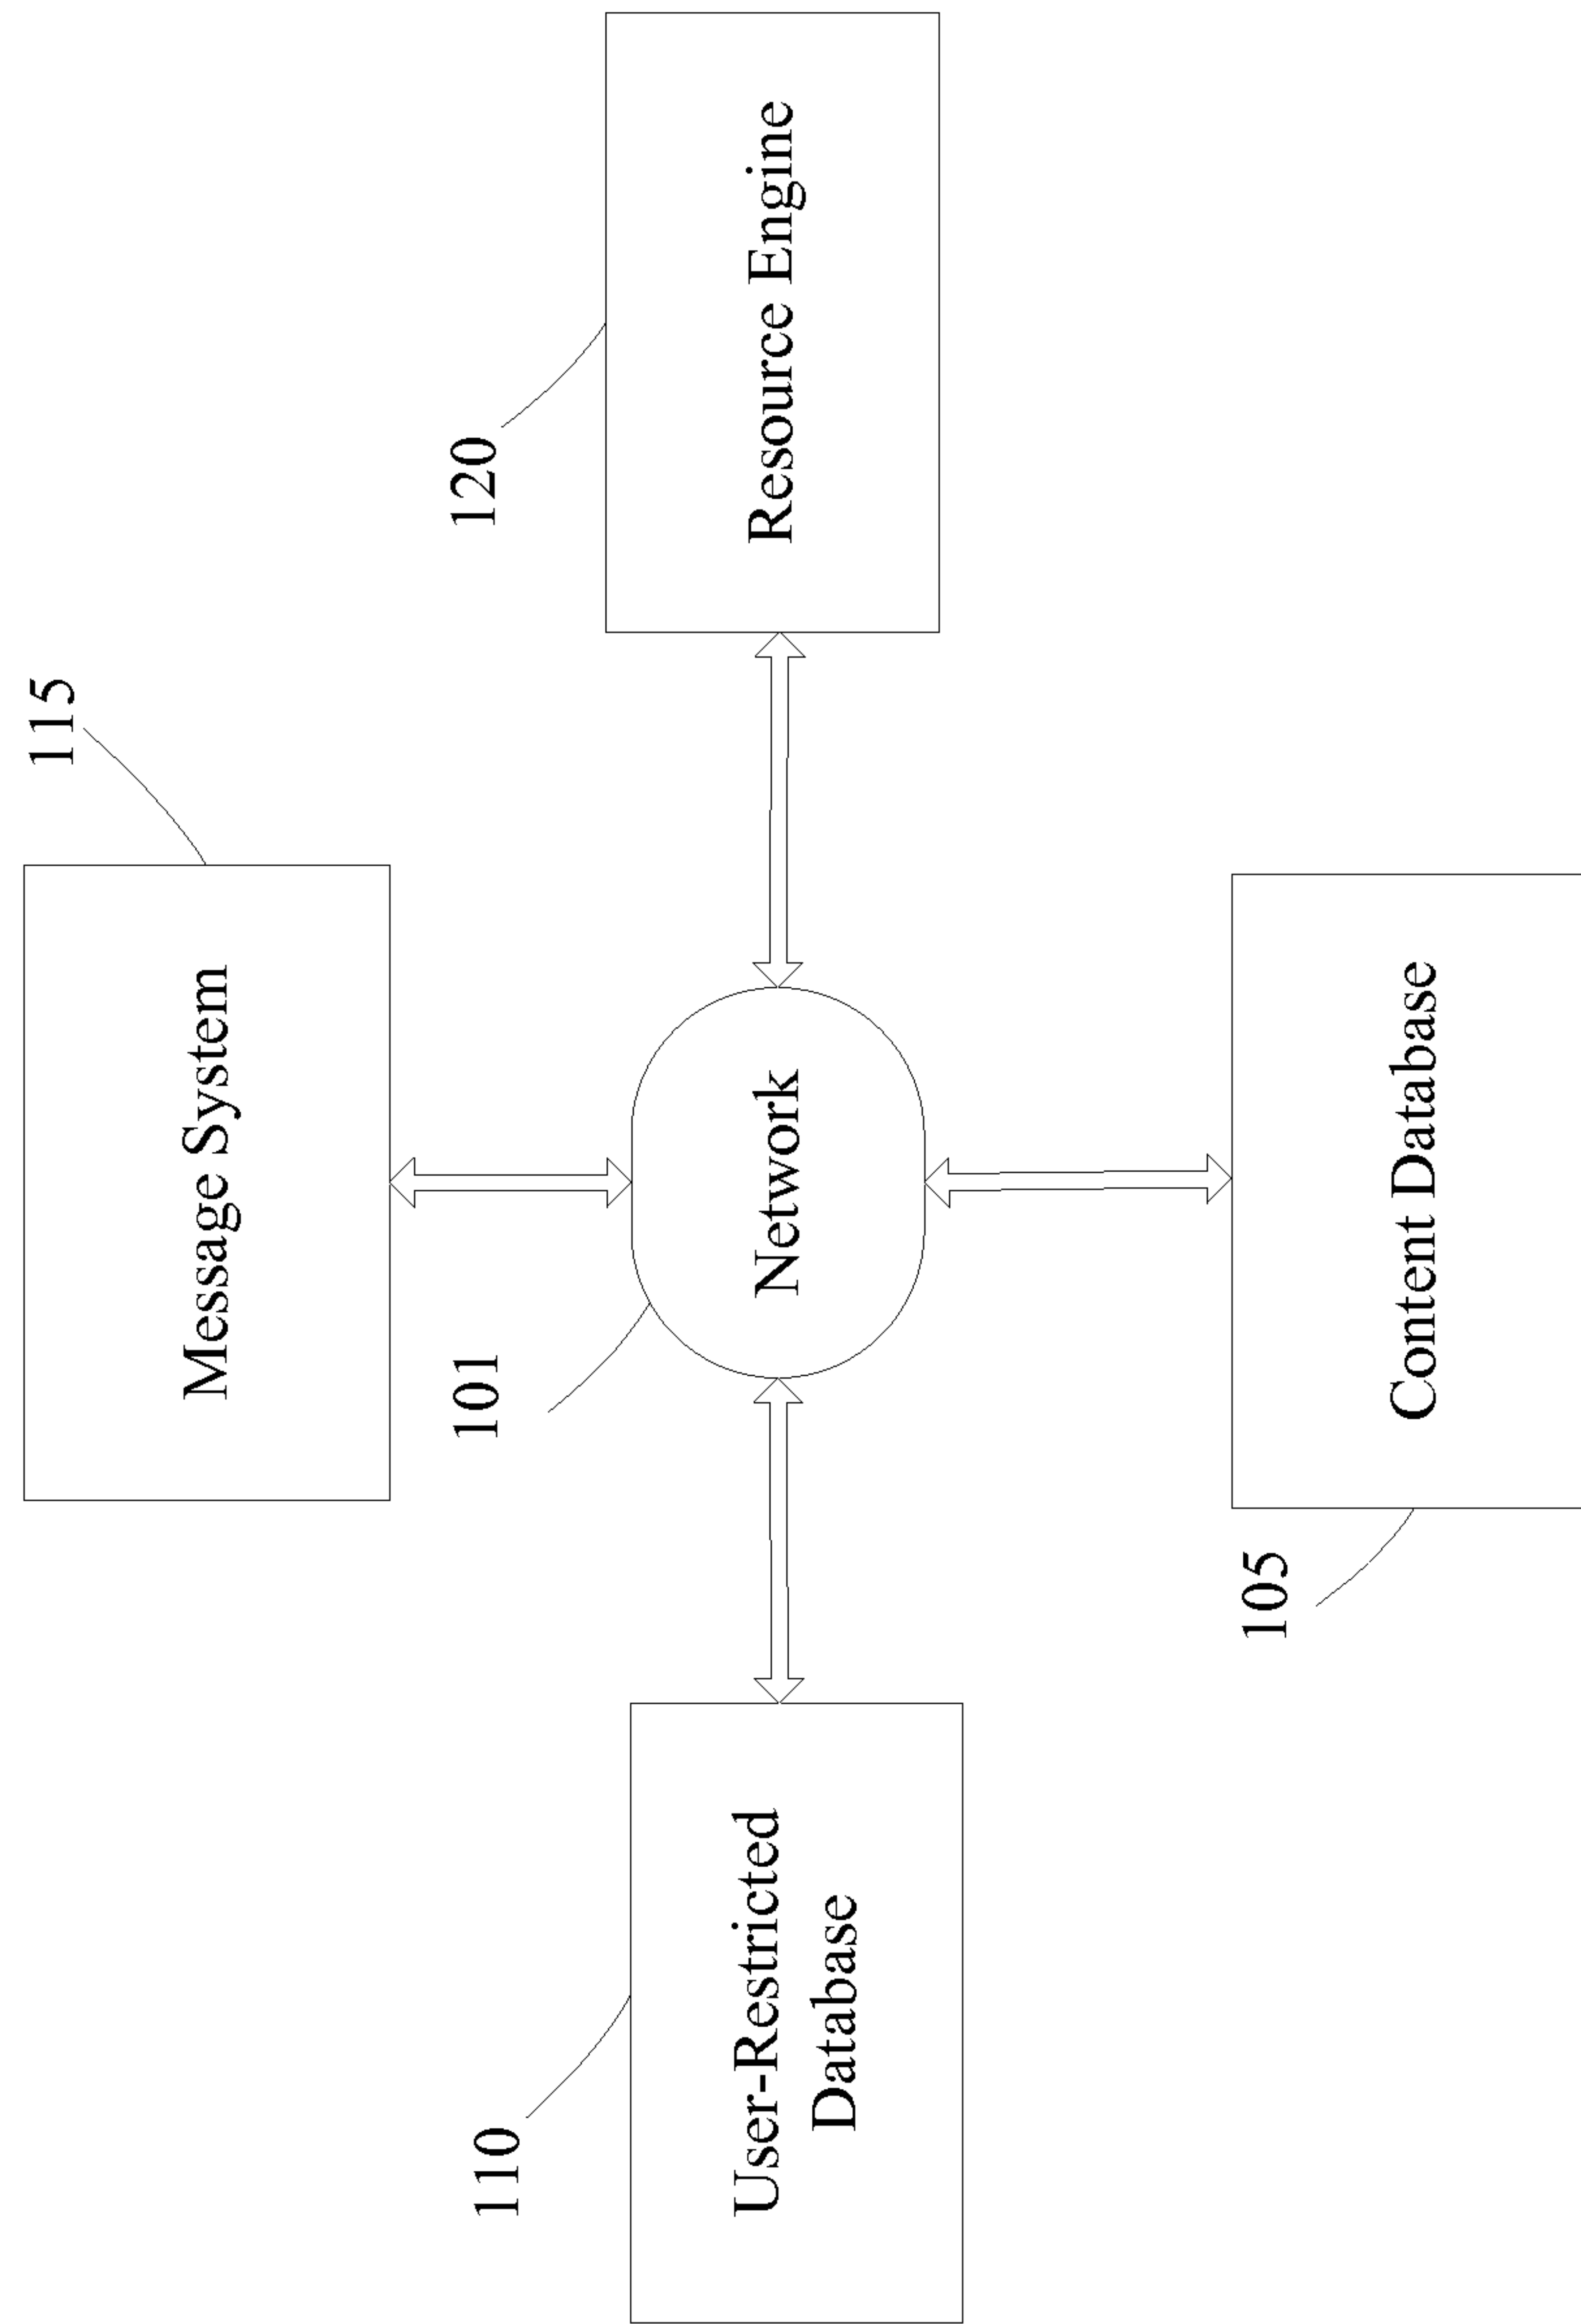 115
Message System
120
101
110
Network
Resource Engine
User-Restricted
Database
105
Content Database